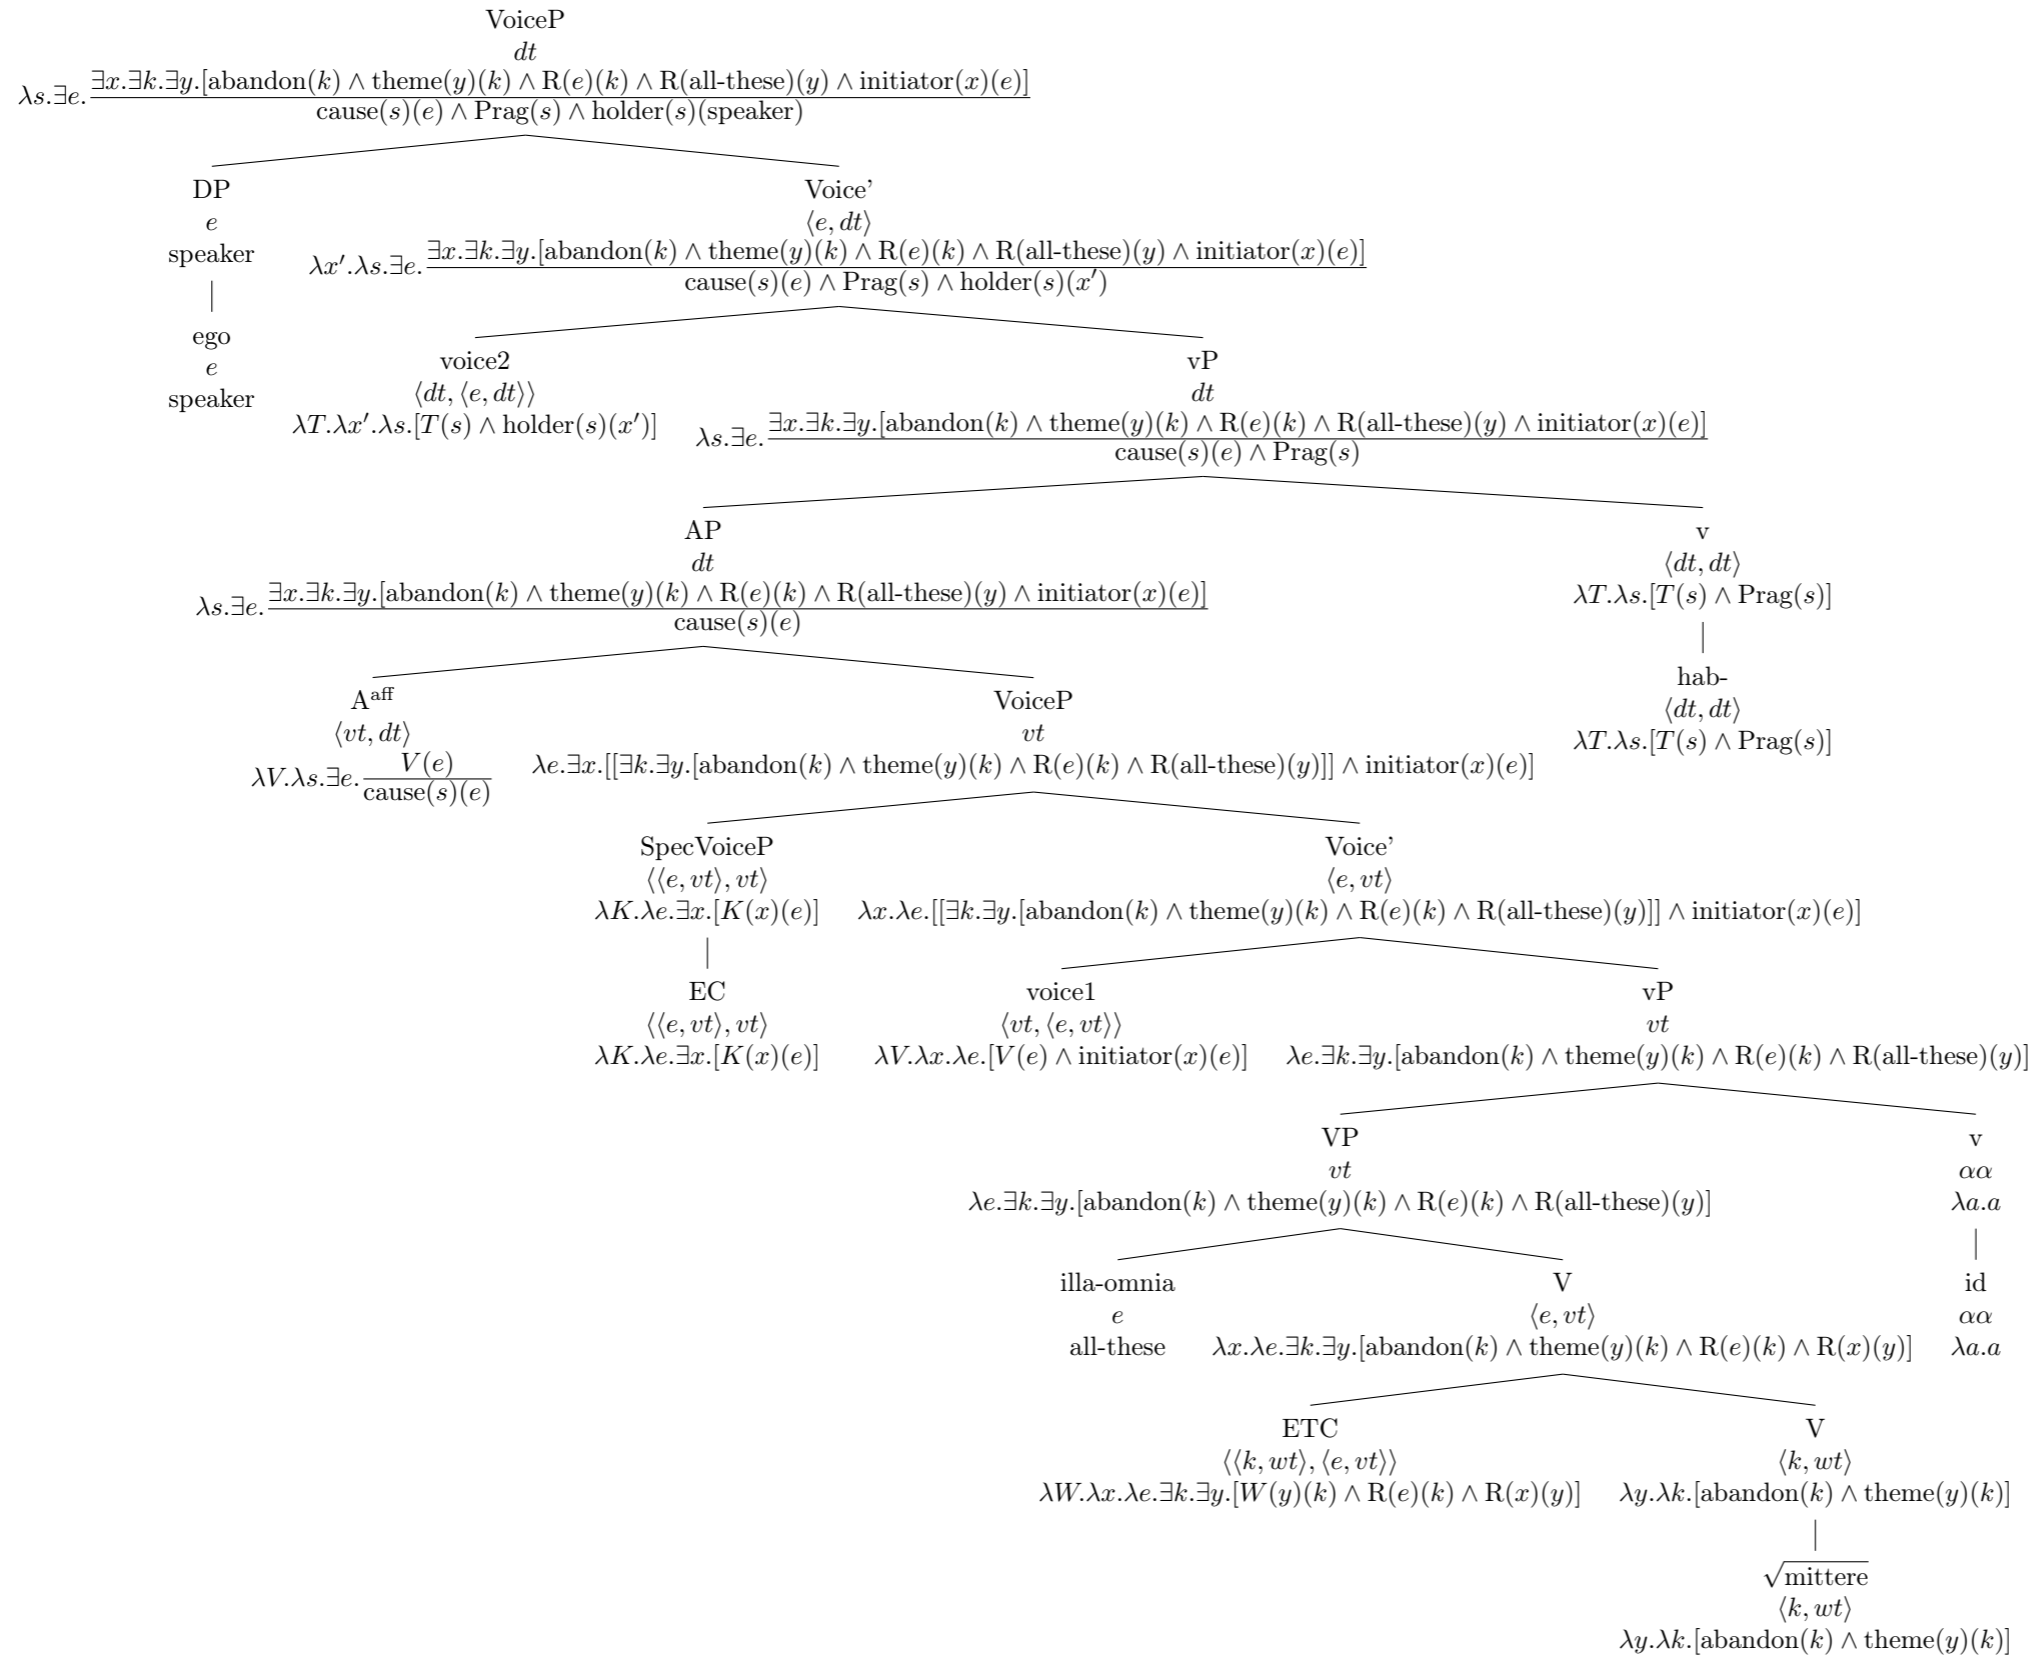 VoiceP
dt
λs.∃e. ∃x.∃k.∃y.[abandon(k) ∧ theme(y)(k) ∧ R(e)(k) ∧ R(all-these)(y) ∧ initiator(x)(e)]
cause(s)(e) ∧ Prag(s) ∧ holder(s)(speaker)
DP Voice’
e ⟨e, dt⟩
speaker λx′.λs.∃e. ∃x.∃k.∃y.[abandon(k) ∧ theme(y)(k) ∧ R(e)(k) ∧ R(all-these)(y) ∧ initiator(x)(e)]
cause(s)(e) ∧ Prag(s) ∧ holder(s)(x′)
ego voice2 vP
e ⟨dt, ⟨e, dt⟩⟩ dt
speaker λT.λx′.λs.[T(s) ∧ holder(s)(x′)] λs.∃e. ∃x.∃k.∃y.[abandon(k) ∧ theme(y)(k) ∧ R(e)(k) ∧ R(all-these)(y) ∧ initiator(x)(e)]
cause(s)(e) ∧ Prag(s)
AP v
dt ⟨dt, dt⟩
λs.∃e. ∃x.∃k.∃y.[abandon(k) ∧ theme(y)(k) ∧ R(e)(k) ∧ R(all-these)(y) ∧ initiator(x)(e)] λT.λs.[T(s) ∧ Prag(s)]
cause(s)(e)
A^aff VoiceP hab-
⟨vt, dt⟩ vt ⟨dt, dt⟩
λV.λs.∃e. V(e) λe.∃x.[[∃k.∃y.[abandon(k) ∧ theme(y)(k) ∧ R(e)(k) ∧ R(all-these)(y)]] ∧ initiator(x)(e)] λT.λs.[T(s) ∧ Prag(s)]
cause(s)(e)
SpecVoiceP Voice’
⟨⟨e, vt⟩, vt⟩ ⟨e, vt⟩
λK.λe.∃x.[K(x)(e)] λx.λe.[[∃k.∃y.[abandon(k) ∧ theme(y)(k) ∧ R(e)(k) ∧ R(all-these)(y)]] ∧ initiator(x)(e)]
EC voice1 vP
⟨⟨e, vt⟩, vt⟩ ⟨vt, ⟨e, vt⟩⟩ vt
λK.λe.∃x.[K(x)(e)] λV.λx.λe.[V(e) ∧ initiator(x)(e)] λe.∃k.∃y.[abandon(k) ∧ theme(y)(k) ∧ R(e)(k) ∧ R(all-these)(y)]
VP v
vt αα
λe.∃k.∃y.[abandon(k) ∧ theme(y)(k) ∧ R(e)(k) ∧ R(all-these)(y)] λa.a
illa-omnia V id
e ⟨e, vt⟩ αα
all-these λx.λe.∃k.∃y.[abandon(k) ∧ theme(y)(k) ∧ R(e)(k) ∧ R(x)(y)] λa.a
ETC V
⟨⟨k, wt⟩, ⟨e, vt⟩⟩ ⟨k, wt⟩
λW.λx.λe.∃k.∃y.[W(y)(k) ∧ R(e)(k) ∧ R(x)(y)] λy.λk.[abandon(k) ∧ theme(y)(k)]
√mittere
⟨k, wt⟩
λy.λk.[abandon(k) ∧ theme(y)(k)]